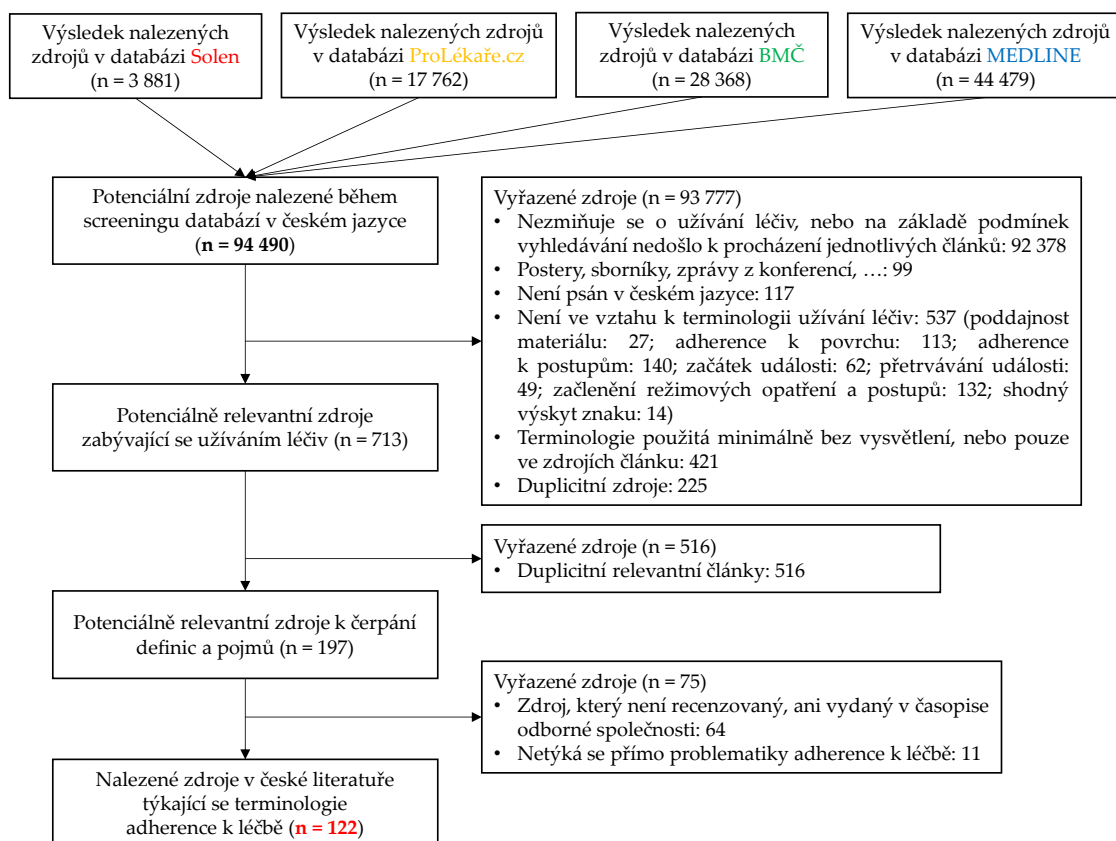 Výsledek nalezených
zdrojů v databázi Solen
(n = 3 881)
Výsledek nalezených zdrojů
v databázi ProLékaře.cz
(n = 17 762)
Výsledek nalezených
zdrojů v databázi BMČ
(n = 28 368)
Výsledek nalezených zdrojů
v databázi MEDLINE
(n = 44 479)
Potenciální zdroje nalezené během
screeningu databází v českém jazyce
(n = 94 490)
Vyřazené zdroje (n = 93 777)
• Nezmiňuje se o užívání léčiv, nebo na základě podmínek
vyhledávání nedošlo k procházení jednotlivých článků: 92 378
• Postery, sborníky, zprávy z konferencí, …: 99
• Není psán v českém jazyce: 117
• Není ve vztahu k terminologii užívání léčiv: 537 (poddajnost
materiálu: 27; adherence k povrchu: 113; adherence
k postupům: 140; začátek události: 62; přetrvávání události:
49; začlenění režimových opatření a postupů: 132; shodný
výskyt znaku: 14)
• Terminologie použitá minimálně bez vysvětlení, nebo pouze
ve zdrojích článku: 421
• Duplicitní zdroje: 225
Potenciálně relevantní zdroje
zabývající se užíváním léčiv (n = 713)
Vyřazené zdroje (n = 516)
• Duplicitní relevantní články: 516
Potenciálně relevantní zdroje k čerpání
definic a pojmů (n = 197)
Vyřazené zdroje (n = 75)
• Zdroj, který není recenzovaný, ani vydaný v časopise
odborné společnosti: 64
• Netýká se přímo problematiky adherence k léčbě: 11
Nalezené zdroje v české literatuře
týkající se terminologie
adherence k léčbě (n = 122)